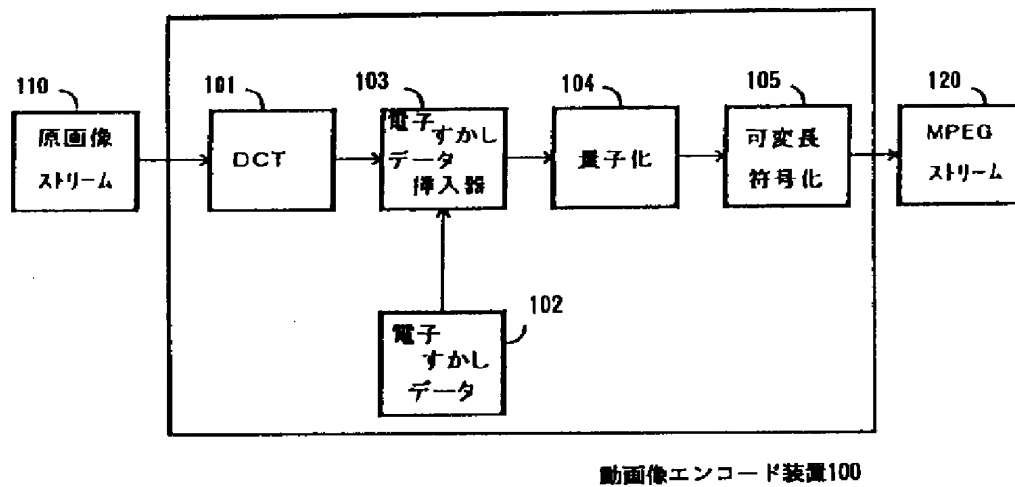 110
原画像
ストリーム
101
DCT
103
電子
すかし
データ
挿入器
104
量子化
105
可変長
符号化
120
MPEG
ストリーム
102
電子
すかし
データ
動画像エンコード装置100